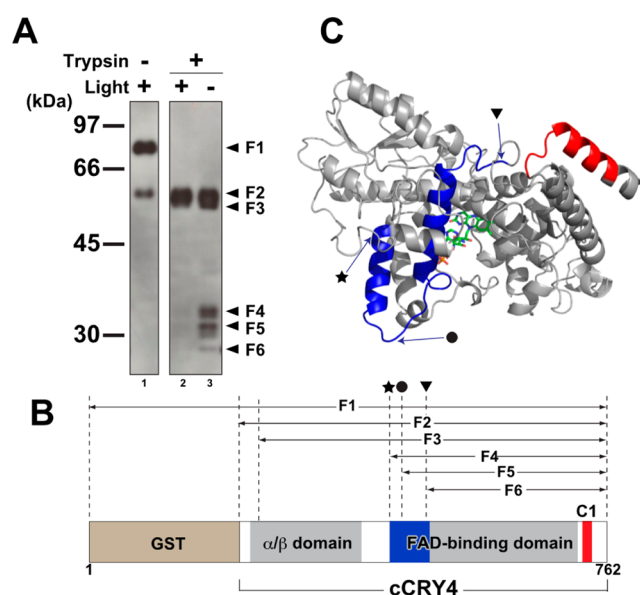 A
Trypsin - +
Light + + -
(kDa)
97
66
45
30
F1
F2
F3
F4
F5
F6
1 2 3
C
B
F1
F2
F3
F4
F5
F6
C1
GST
α/β domain
FAD-binding domain
1
762
cCRY4